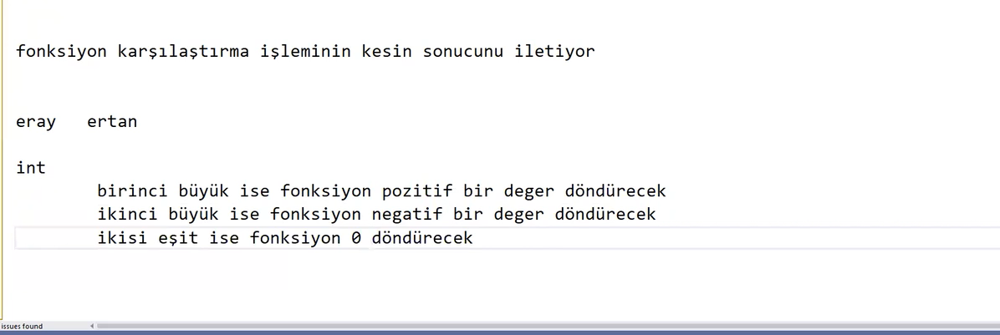 fonksiyon karşılaştırma işleminin kesin sonucunu iletiyor
eray ertan
int
birinci büyük ise fonksiyon pozitif bir deger döndürecek
ikinci büyük ise fonksiyon negatif bir deger döndürecek
ikisi eşit ise fonksiyon 0 döndürecek
issues found